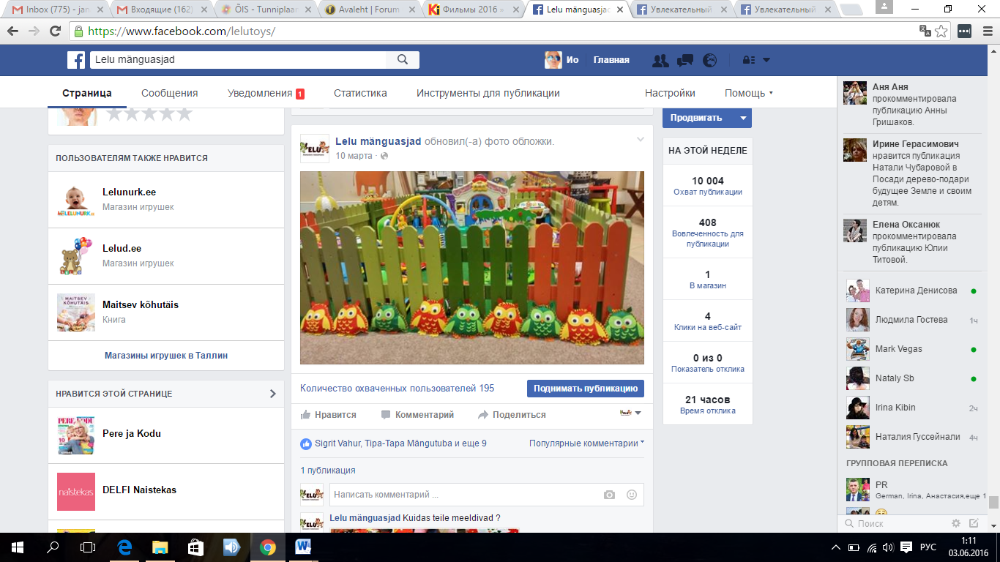 Inbox (775) - jan
Входящие (162)
ÕIS - Tunniplaan
Avaleht | Forum
Фильмы 2016
Lelu mänguasjad
Увлекательный
Увлекательный
https://www.facebook.com/lelutoys/
Lelu mänguasjad
Ио
Главная
Страница
Сообщения
Уведомления 1
Статистика
Инструменты для публикации
Настройки
Помощь
ПОЛЬЗОВАТЕЛЯМ ТАКЖЕ НРАВИТСЯ
Lelunurk.ee
Магазин игрушек
Lelud.ee
Магазин игрушек
MAITSEV
KÕHUTÄIS
Maitsev kõhutäis
Книга
Магазины игрушек в Таллин
НРАВИТСЯ ЭТОЙ СТРАНИЦЕ
PERE KODU
Pere ja Kodu
naistekas
DELFI Naistekas
ELU
Lelu mänguasjad обновил(-а) фото обложки.
10 марта
Количество охваченных пользователей 195
Поднимать публикацию
Нравится
Комментарий
Поделиться
Sigrit Vahur, Tipa-Tapa Mängutuba и еще 9
Популярные комментарии
1 публикация
Написать комментарий ...
Lelu mänguasjad Kuidas teile meeldivad ?
Продвигать
НА ЭТОЙ НЕДЕЛЕ
10 004
Охват публикации
408
Вовлеченность для
публикации
1
В магазин
4
Клики на веб-сайт
0 из 0
Показатель отклика
21 часов
Время отклика
Аня Аня
прокомментировала
публикацию Анны
Гришаков.
Ирине Герасимович
нравится публикация
Натали Чубаровой в
Посади дерево-подари
будущее Земле и своим
детям.
Елена Оксанюк
прокомментировала
публикацию Юлии
Титовой.
Катерина Денисова
Людмила Гостева 1ч
Mark Vegas
Nataly Sb
Irina Kibin 2ч
Наталия Гуссейнали 4ч
ГРУППОВАЯ ПЕРЕПИСКА
PR
German, Irina, Анастасия,еще 1
Поиск
РУС
1:11
03.06.2016